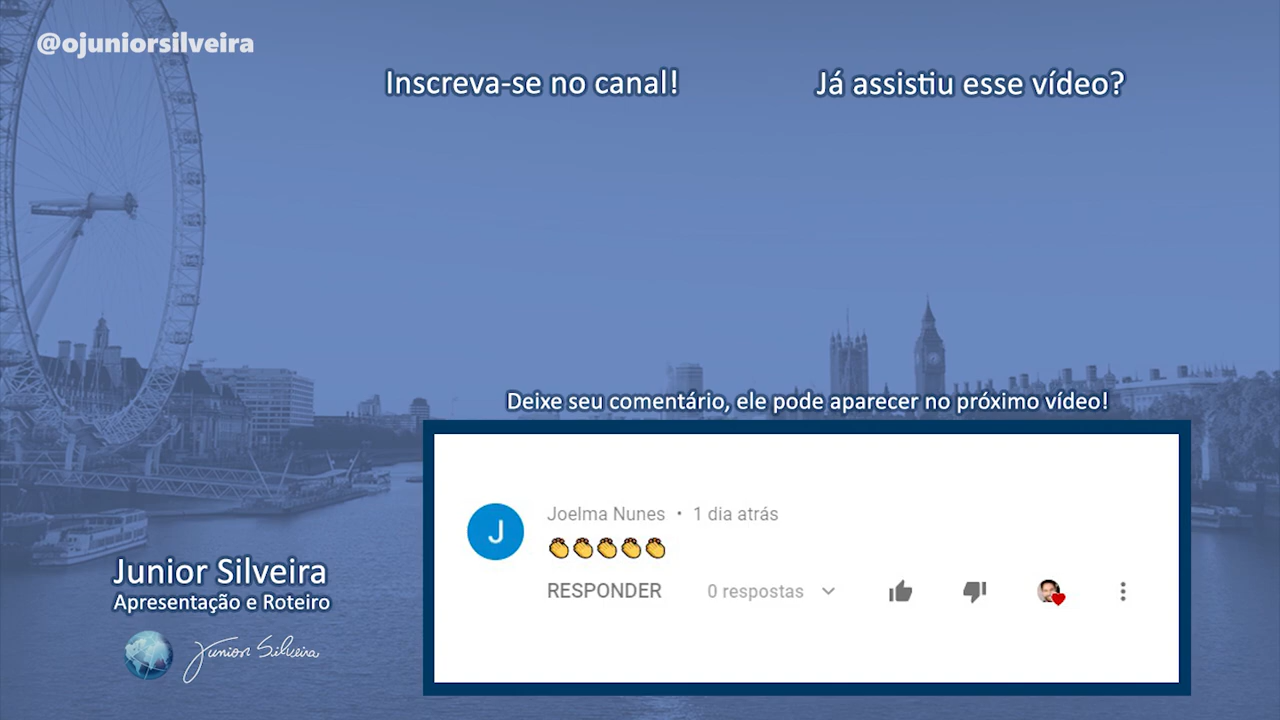 @ojuniorsilveira
Inscreva-se no canal!
Já assistiu esse vídeo?
Deixe seu comentário, ele pode aparecer no próximo vídeo!
J
Joelma Nunes • 1 dia atrás
👏👏👏👏👏
RESPONDER 0 respostas
Junior Silveira
Apresentação e Roteiro
Junior Silveira